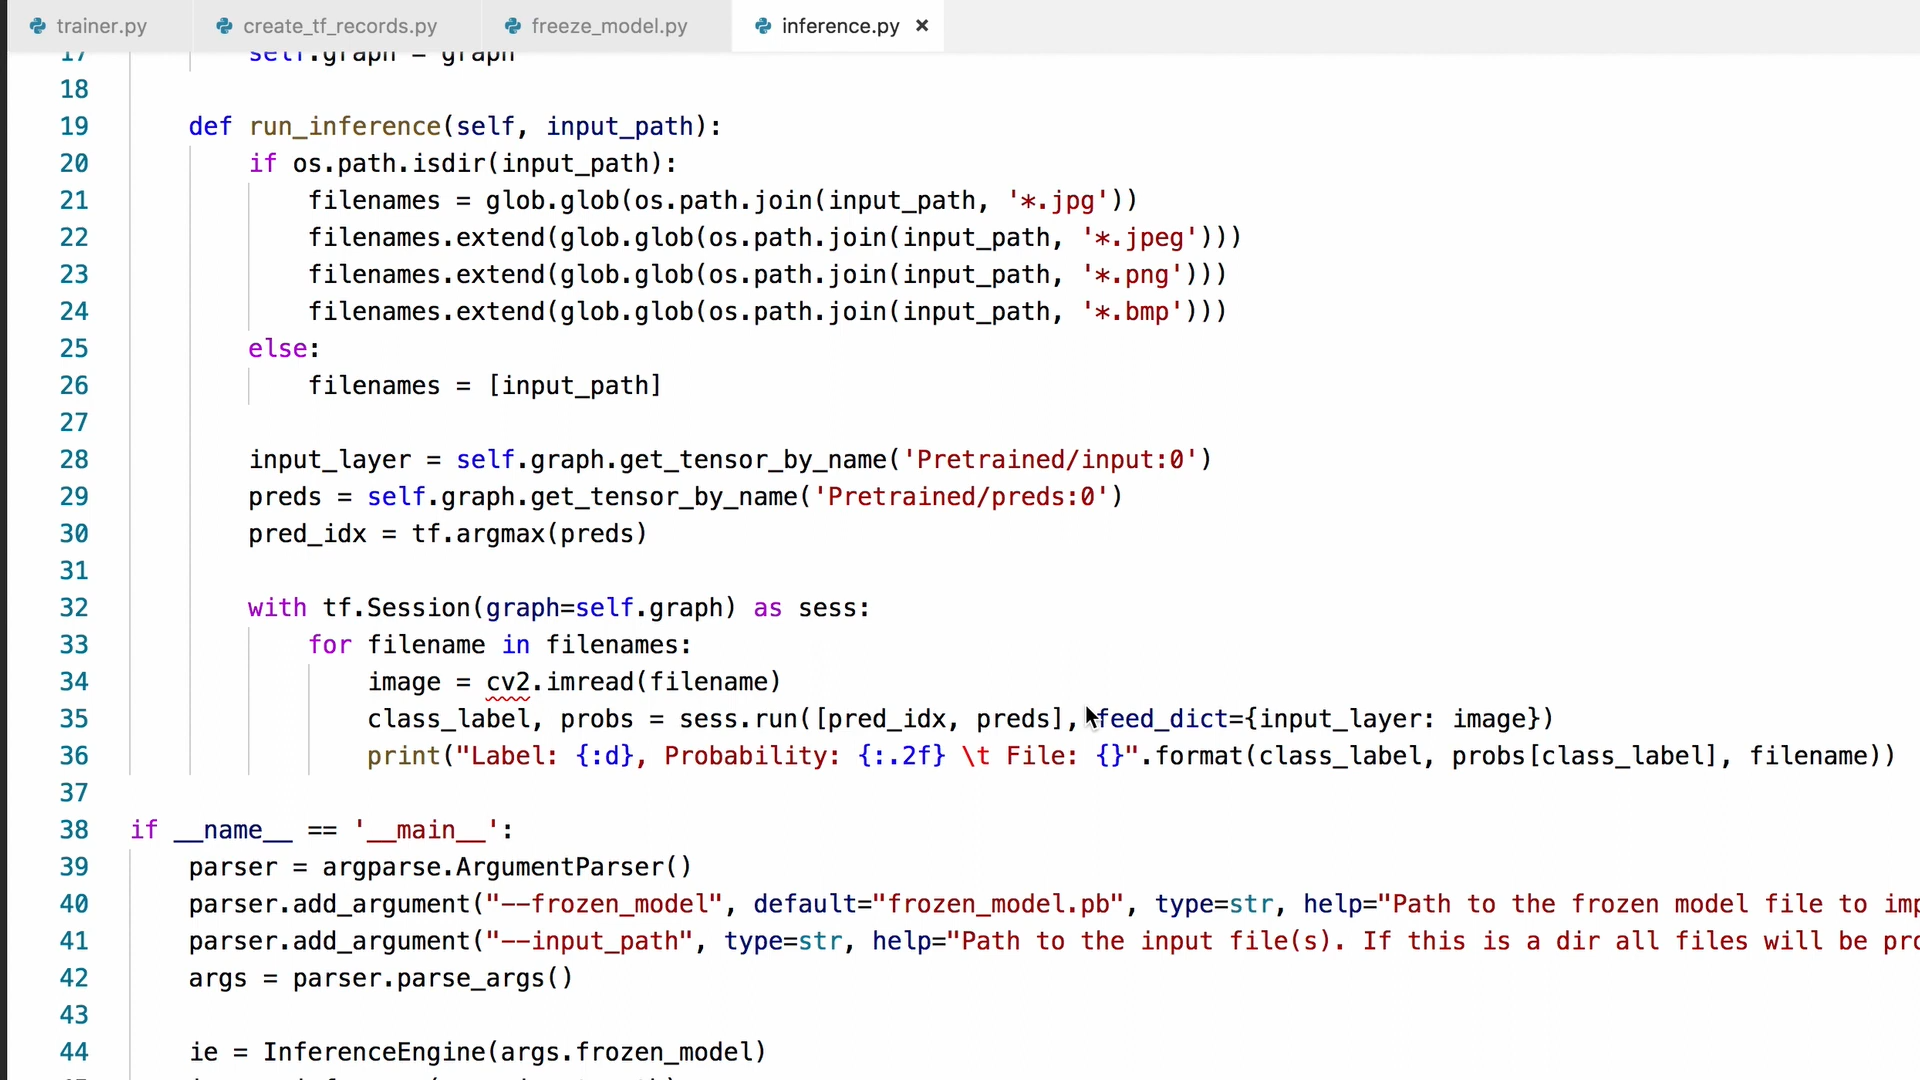 trainer.py create_tf_records.py freeze_model.py inference.py ×
17 self.graph = graph
18
19 def run_inference(self, input_path):
20 if os.path.isdir(input_path):
21 filenames = glob.glob(os.path.join(input_path, '*.jpg'))
22 filenames.extend(glob.glob(os.path.join(input_path, '*.jpeg')))
23 filenames.extend(glob.glob(os.path.join(input_path, '*.png')))
24 filenames.extend(glob.glob(os.path.join(input_path, '*.bmp')))
25 else:
26 filenames = [input_path]
27
28 input_layer = self.graph.get_tensor_by_name('Pretrained/input:0')
29 preds = self.graph.get_tensor_by_name('Pretrained/preds:0')
30 pred_idx = tf.argmax(preds)
31
32 with tf.Session(graph=self.graph) as sess:
33 for filename in filenames:
34 image = cv2.imread(filename)
35 class_label, probs = sess.run([pred_idx, preds], feed_dict={input_layer: image})
36 print("Label: {:d}, Probability: {:.2f} \t File: {}".format(class_label, probs[class_label], filename))
37
38 if __name__ == '__main__':
39 parser = argparse.ArgumentParser()
40 parser.add_argument("--frozen_model", default="frozen_model.pb", type=str, help="Path to the frozen model file to imp
41 parser.add_argument("--input_path", type=str, help="Path to the input file(s). If this is a dir all files will be pro
42 args = parser.parse_args()
43
44 ie = InferenceEngine(args.frozen_model)